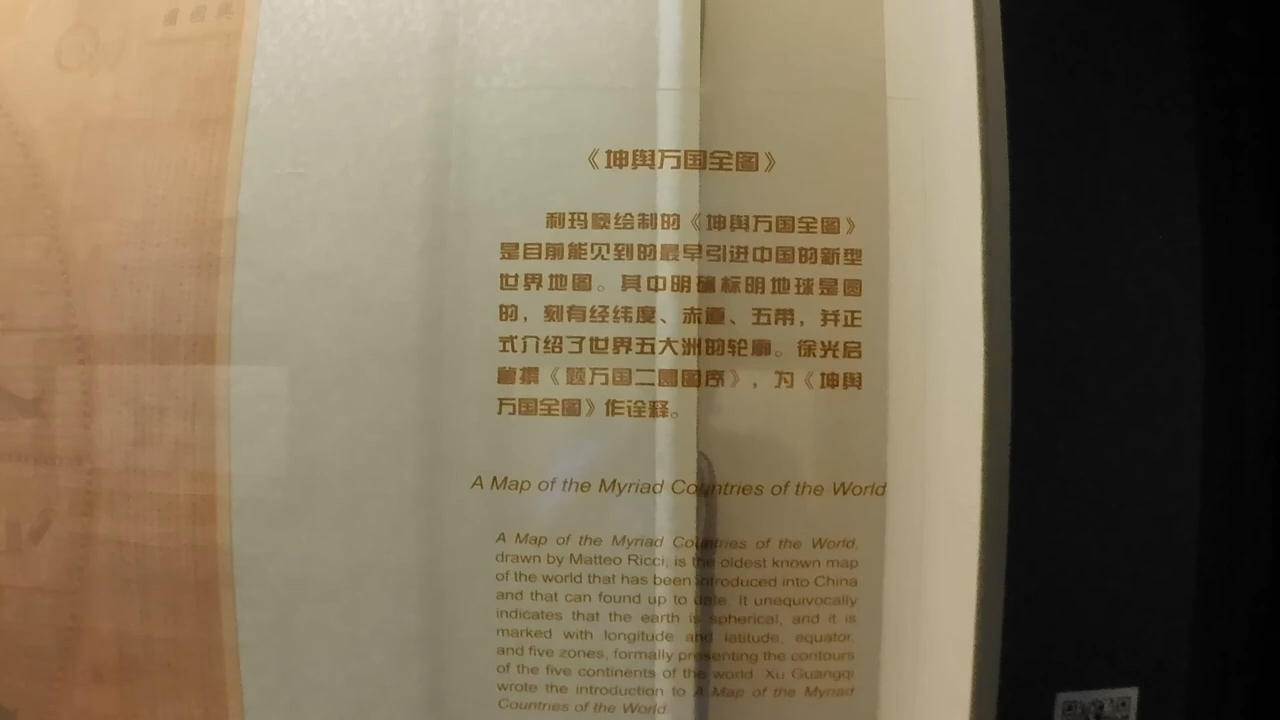 《坤舆万国全图》
利玛窦绘制的《坤舆万国全图》
是目前能见到的最早引进中国的新型
世界地图。其中明确标明地球是圆
的，刻有经纬度、赤道、五带，并正
式介绍了世界五大洲的轮廓。徐光启
曾撰《题万国二圜图序》，为《坤舆
万国全图》作诠释。
A Map of the Myriad Countries of the World
A Map of the Myriad Countries of the World,
drawn by Matteo Ricci, is the oldest known map
of the world that has been introduced into China
and that can found up to date. It unequivocally
indicates that the earth is spherical, and it is
marked with longitude and latitude, equator,
and five zones, formally presenting the contours
of the five continents of the world. Xu Guangqi
wrote the introduction to A Map of the Myriad
Countries of the World